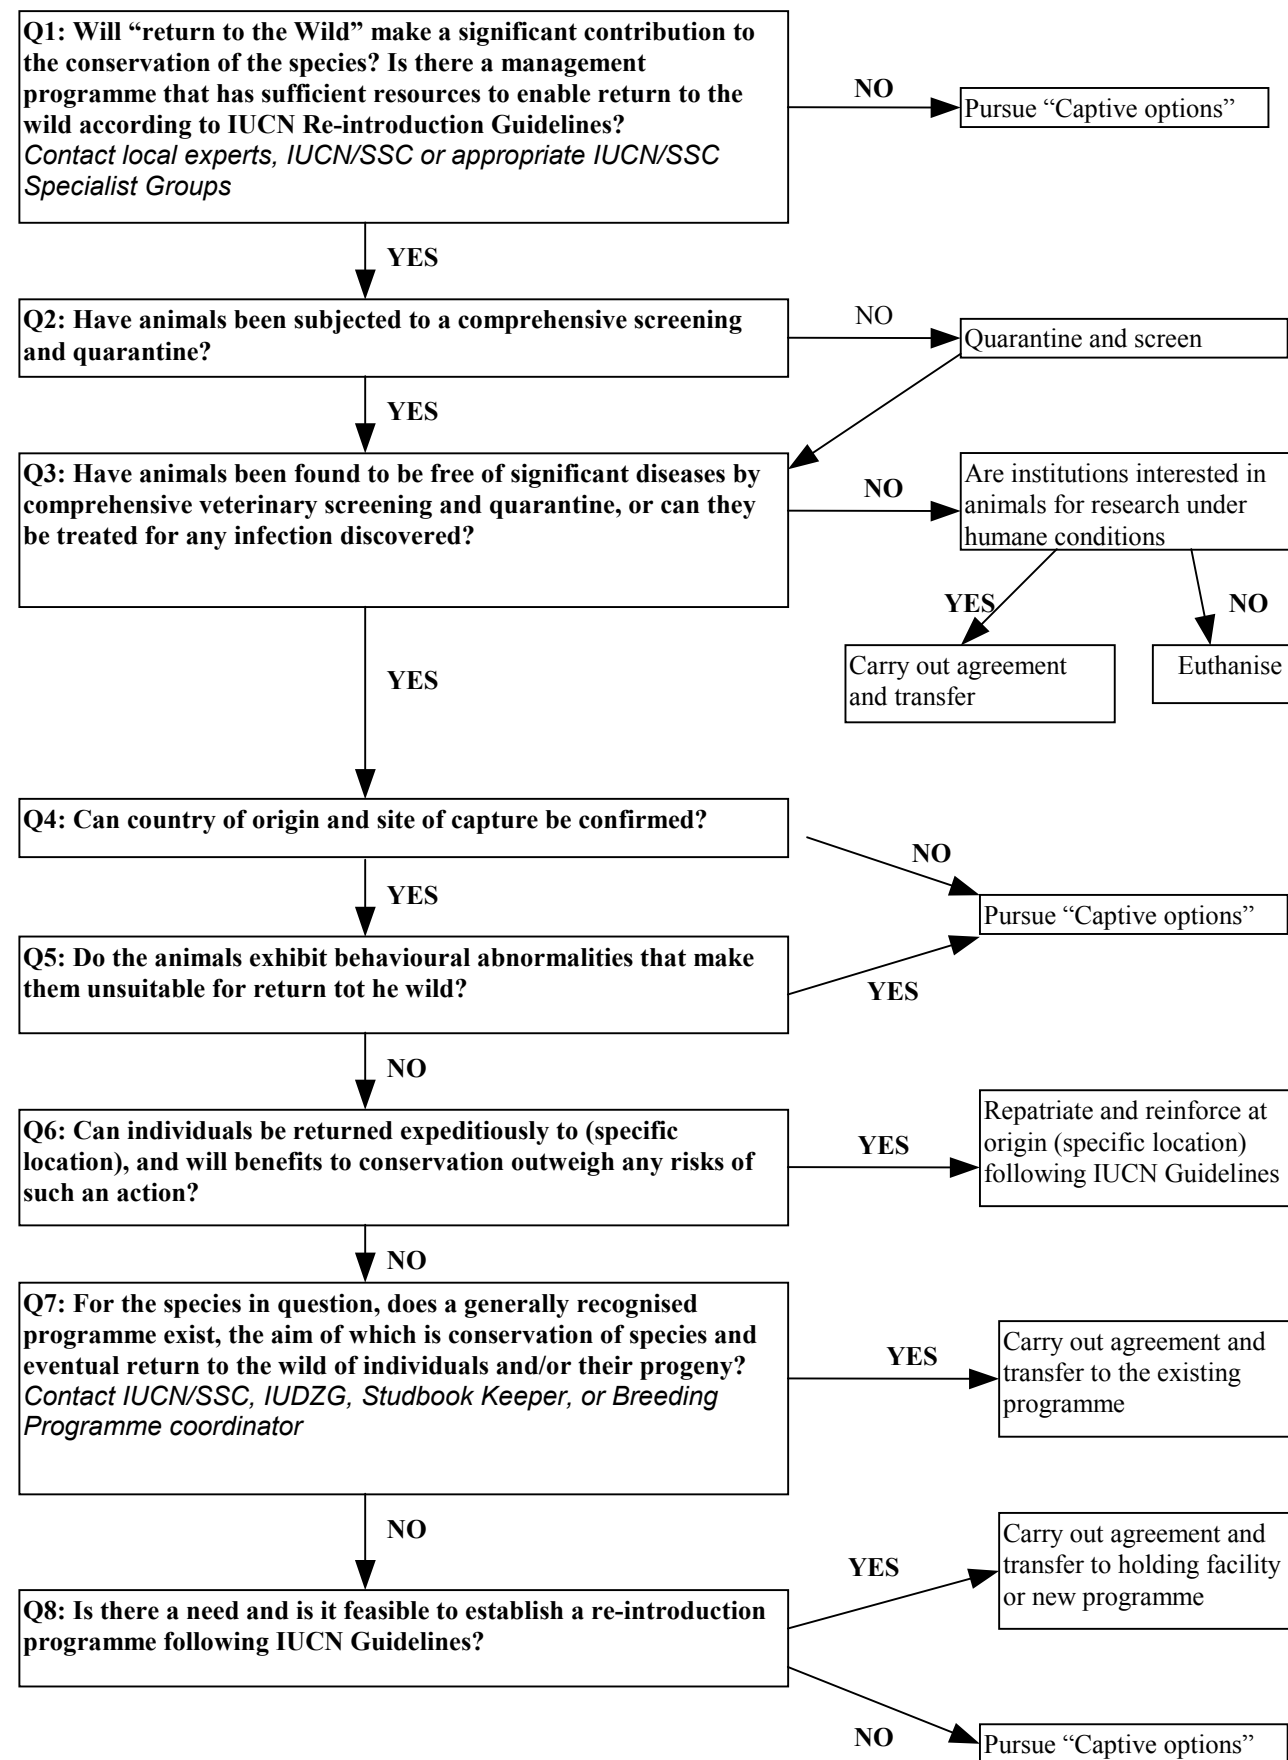 Q1: Will “return to the Wild” make a significant contribution to
the conservation of the species? Is there a management
programme that has sufficient resources to enable return to the
wild according to IUCN Re-introduction Guidelines?
Contact local experts, IUCN/SSC or appropriate IUCN/SSC
Specialist Groups
NO
Pursue “Captive options”
YES
Q2: Have animals been subjected to a comprehensive screening
and quarantine?
NO
Quarantine and screen
YES
Q3: Have animals been found to be free of significant diseases by
comprehensive veterinary screening and quarantine, or can they
be treated for any infection discovered?
NO
Are institutions interested in
animals for research under
humane conditions
YES
NO
Carry out agreement
and transfer
Euthanise
YES
Q4: Can country of origin and site of capture be confirmed?
NO
Pursue “Captive options”
YES
Q5: Do the animals exhibit behavioural abnormalities that make
them unsuitable for return tot he wild?
YES
NO
Q6: Can individuals be returned expeditiously to (specific
location), and will benefits to conservation outweigh any risks of
such an action?
YES
Repatriate and reinforce at
origin (specific location)
following IUCN Guidelines
NO
Q7: For the species in question, does a generally recognised
programme exist, the aim of which is conservation of species and
eventual return to the wild of individuals and/or their progeny?
Contact IUCN/SSC, IUDZG, Studbook Keeper, or Breeding
Programme coordinator
YES
Carry out agreement and
transfer to the existing
programme
NO
Q8: Is there a need and is it feasible to establish a re-introduction
programme following IUCN Guidelines?
YES
Carry out agreement and
transfer to holding facility
or new programme
NO
Pursue “Captive options”